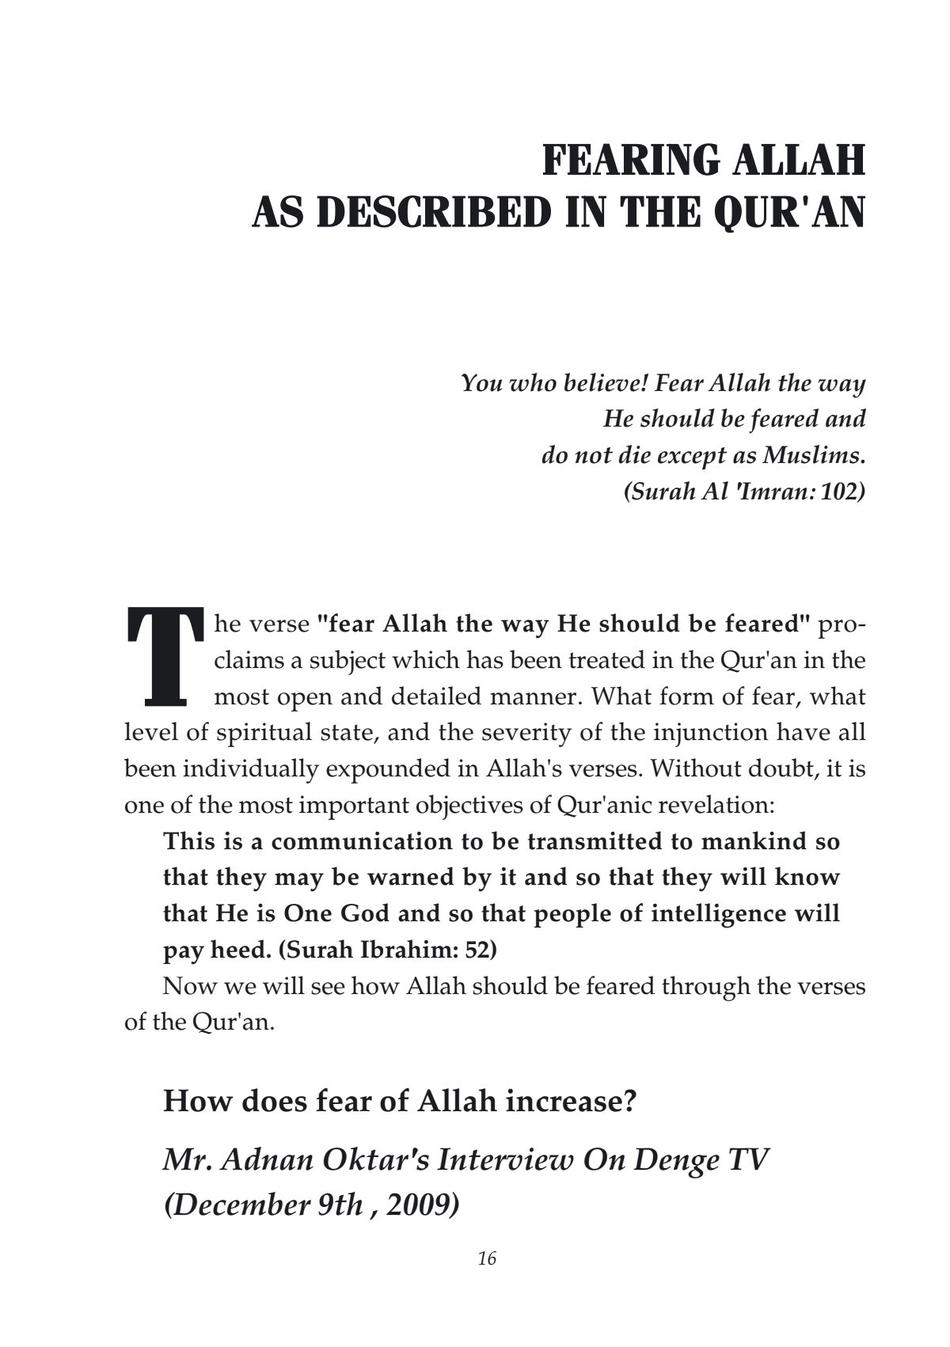 FEARING ALLAH
AS DESCRIBED IN THE QUR'AN
You who believe! Fear Allah the way
He should be feared and
do not die except as Muslims.
(Surah Al 'Imran: 102)
The verse "fear Allah the way He should be feared" pro-
claims a subject which has been treated in the Qur'an in the
most open and detailed manner. What form of fear, what
level of spiritual state, and the severity of the injunction have all
been individually expounded in Allah's verses. Without doubt, it is
one of the most important objectives of Qur'anic revelation:
This is a communication to be transmitted to mankind so
that they may be warned by it and so that they will know
that He is One God and so that people of intelligence will
pay heed. (Surah Ibrahim: 52)
Now we will see how Allah should be feared through the verses
of the Qur'an.
How does fear of Allah increase?
Mr. Adnan Oktar's Interview On Denge TV
(December 9th , 2009)
16